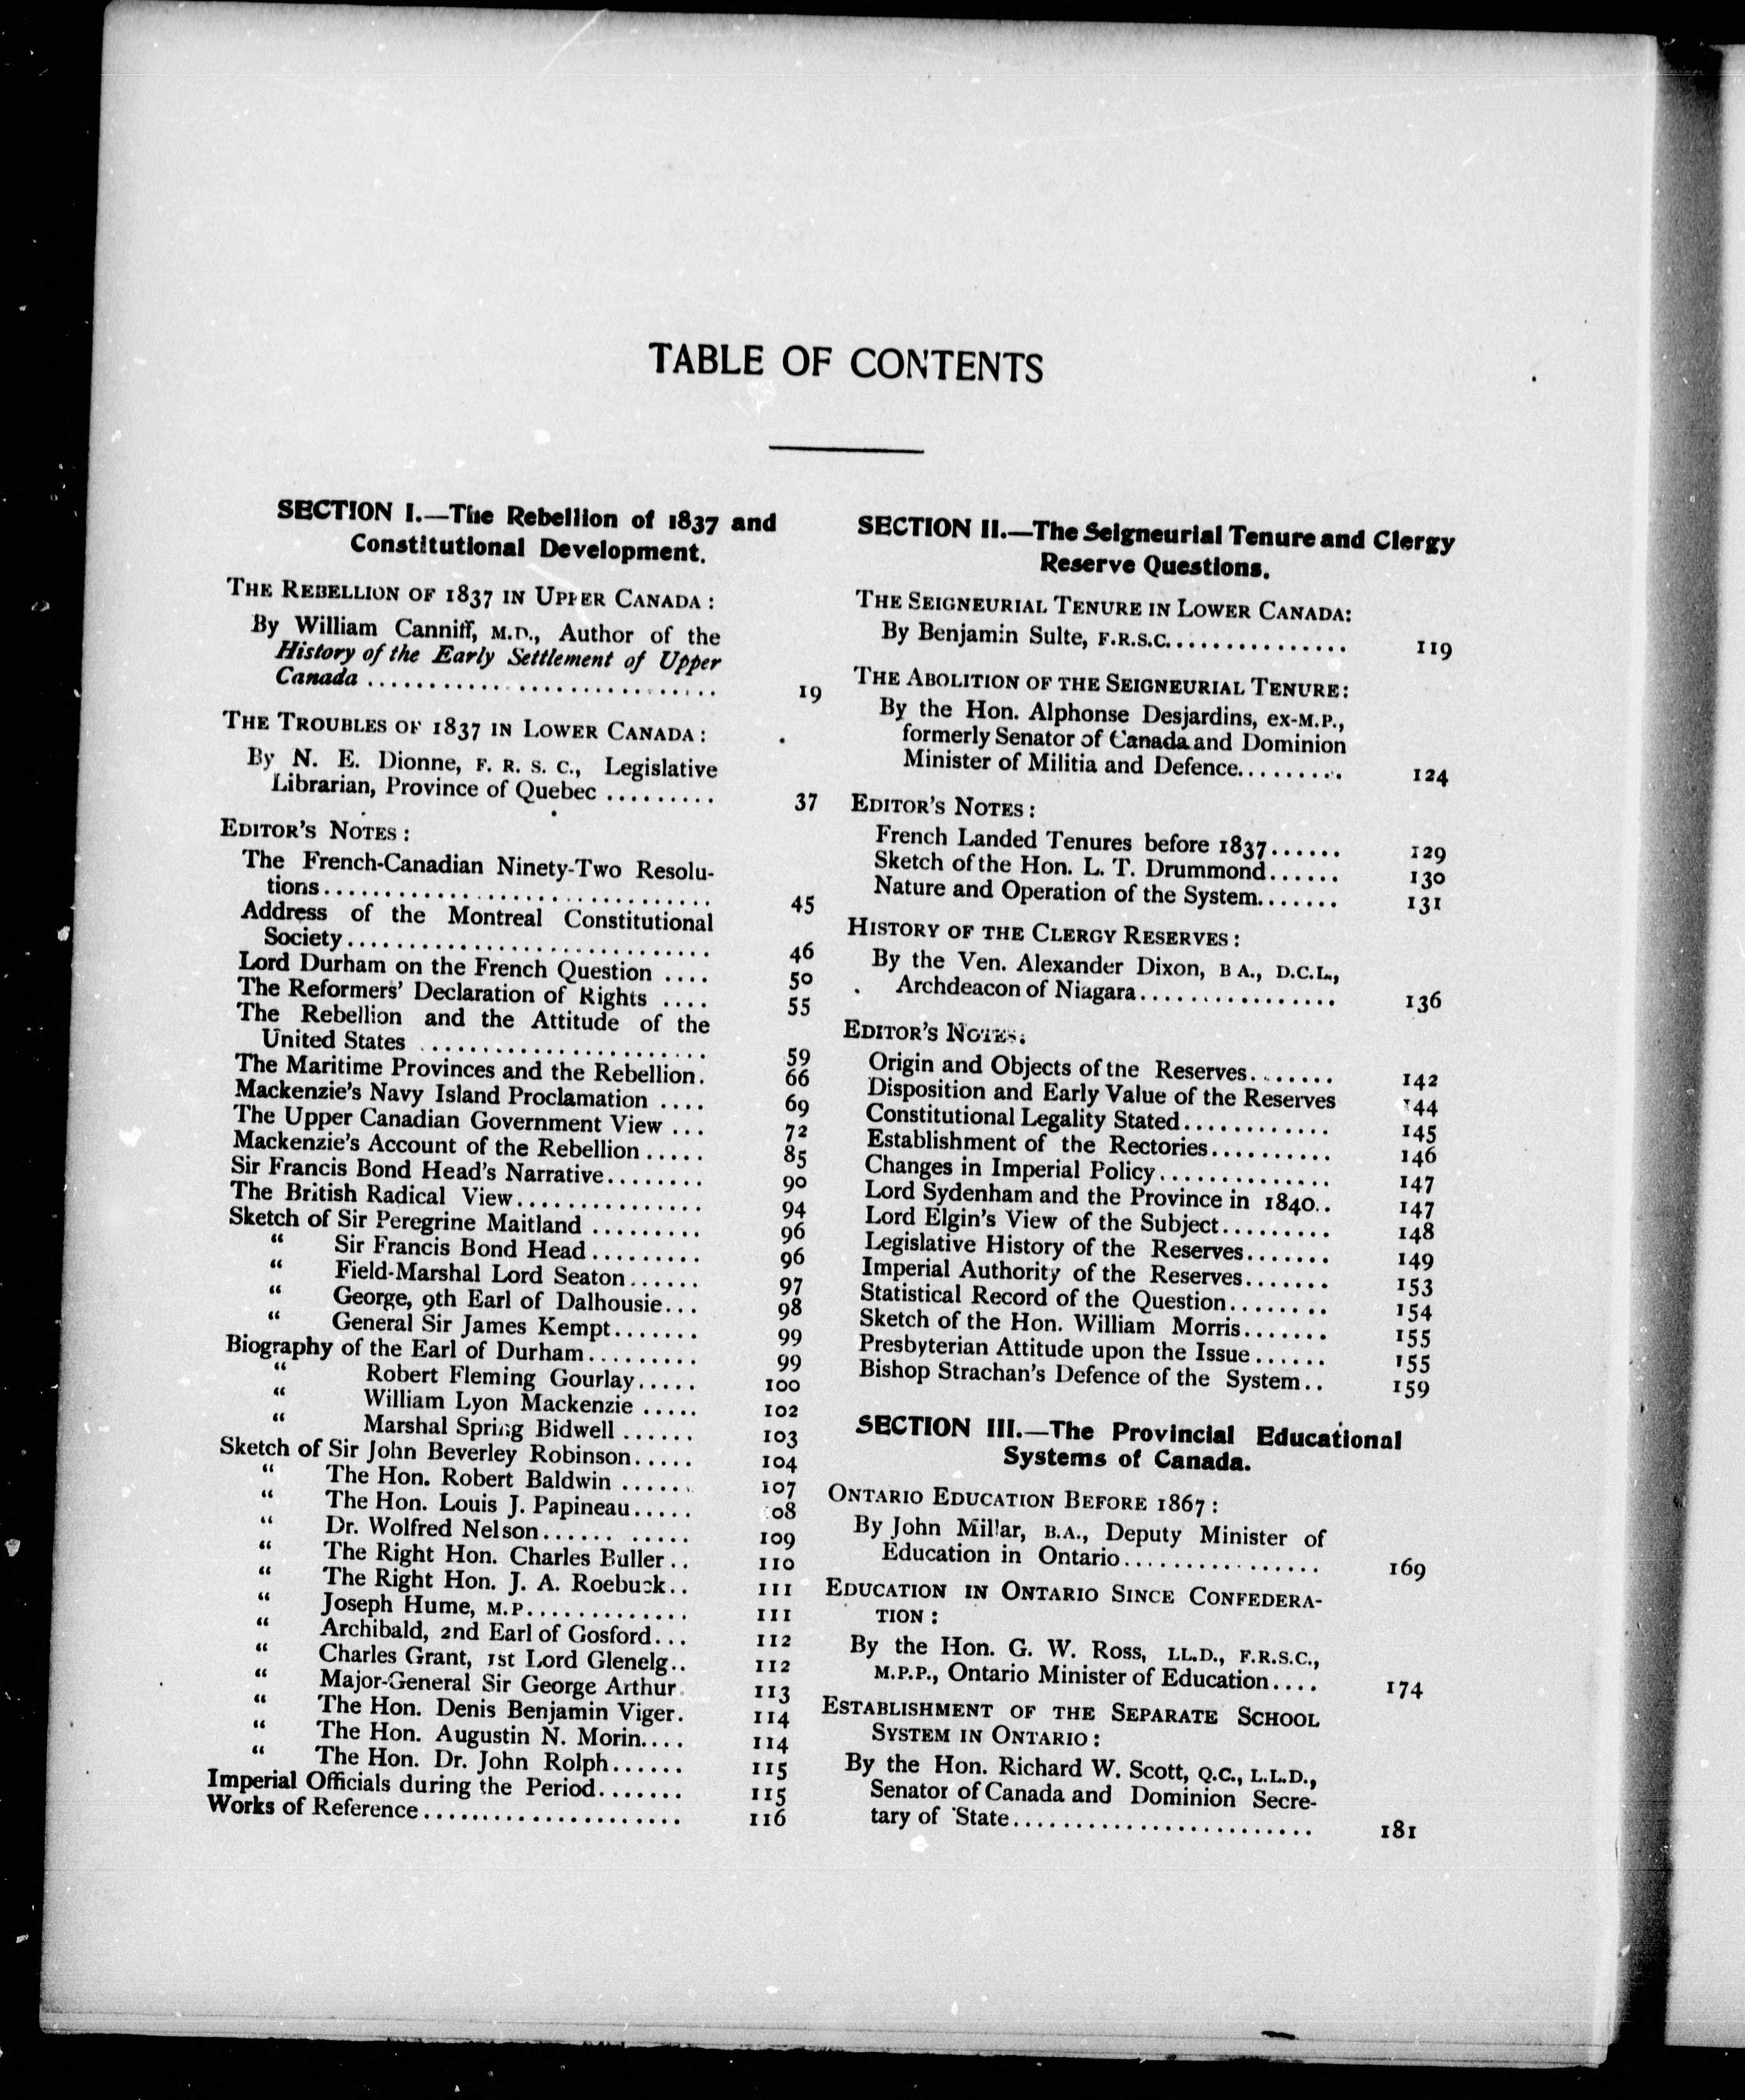 TABLE OF CONTENTS
SECTION I.—The Rebellion of 1837 and
Constitutional Development.
THE REBELLION OF 1837 IN UPPER CANADA :
By William Canniff, M.D., Author of the
History of the Early Settlement of Upper
Canada .............................. 19
THE TROUBLES OF 1837 IN LOWER CANADA :
By N. E. Dionne, F. R. S. C., Legislative
Librarian, Province of Quebec ......... 37
EDITOR'S NOTES :
The French-Canadian Ninety-Two Resolu-
tions................................ 45
Address of the Montreal Constitutional
Society.............................. 46
Lord Durham on the French Question .... 50
The Reformers' Declaration of Rights .... 55
The Rebellion and the Attitude of the
United States ........................ 59
The Maritime Provinces and the Rebellion. 66
Mackenzie's Navy Island Proclamation .... 69
The Upper Canadian Government View ... 72
Mackenzie's Account of the Rebellion ..... 85
Sir Francis Bond Head's Narrative........ 90
The British Radical View................ 94
Sketch of Sir Peregrine Maitland ......... 96
“ Sir Francis Bond Head......... 96
“ Field-Marshal Lord Seaton...... 97
“ George, 9th Earl of Dalhousie... 98
“ General Sir James Kempt....... 99
Biography of the Earl of Durham......... 99
“ Robert Fleming Gourlay..... 100
“ William Lyon Mackenzie ..... 102
“ Marshal Spring Bidwell ...... 103
Sketch of Sir John Beverley Robinson..... 104
“ The Hon. Robert Baldwin ...... 107
“ The Hon. Louis J. Papineau..... 08
“ Dr. Wolfred Nelson...... ..... 109
“ The Right Hon. Charles Buller.. 110
“ The Right Hon. J. A. Roebuck.. 111
“ Joseph Hume, M.P............. 111
“ Archibald, 2nd Earl of Gosford... 112
“ Charles Grant, 1st Lord Glenelg.. 112
“ Major-General Sir George Arthur. 113
“ The Hon. Denis Benjamin Viger. 114
“ The Hon. Augustin N. Morin.... 114
“ The Hon. Dr. John Rolph...... 115
Imperial Officials during the Period....... 115
Works of Reference..................... 116
SECTION II.—The Seigneurial Tenure and Clergy
Reserve Questions.
THE SEIGNEURIAL TENURE IN LOWER CANADA:
By Benjamin Sulte, F.R.S.C............... 119
THE ABOLITION OF THE SEIGNEURIAL TENURE:
By the Hon. Alphonse Desjardins, ex-M.P.,
formerly Senator of Canada and Dominion
Minister of Militia and Defence......... 124
EDITOR'S NOTES :
French Landed Tenures before 1837...... 129
Sketch of the Hon. L. T. Drummond...... 130
Nature and Operation of the System....... 131
HISTORY OF THE CLERGY RESERVES :
By the Ven. Alexander Dixon, B A., D.C.L.,
Archdeacon of Niagara................ 136
EDITOR'S NOTES:
Origin and Objects of the Reserves....... 142
Disposition and Early Value of the Reserves 144
Constitutional Legality Stated............ 145
Establishment of the Rectories.......... 146
Changes in Imperial Policy.............. 147
Lord Sydenham and the Province in 1840.. 147
Lord Elgin's View of the Subject......... 148
Legislative History of the Reserves....... 149
Imperial Authority of the Reserves....... 153
Statistical Record of the Question........ 154
Sketch of the Hon. William Morris....... 155
Presbyterian Attitude upon the Issue...... 155
Bishop Strachan's Defence of the System.. 159
SECTION III.—The Provincial Educational
Systems of Canada.
ONTARIO EDUCATION BEFORE 1867 :
By John Millar, B.A., Deputy Minister of
Education in Ontario................. 169
EDUCATION IN ONTARIO SINCE CONFEDERA-
TION :
By the Hon. G. W. Ross, LL.D., F.R.S.C.,
M.P.P., Ontario Minister of Education.... 174
ESTABLISHMENT OF THE SEPARATE SCHOOL
SYSTEM IN ONTARIO :
By the Hon. Richard W. Scott, Q.C., L.L.D.,
Senator of Canada and Dominion Secre-
tary of State......................... 181